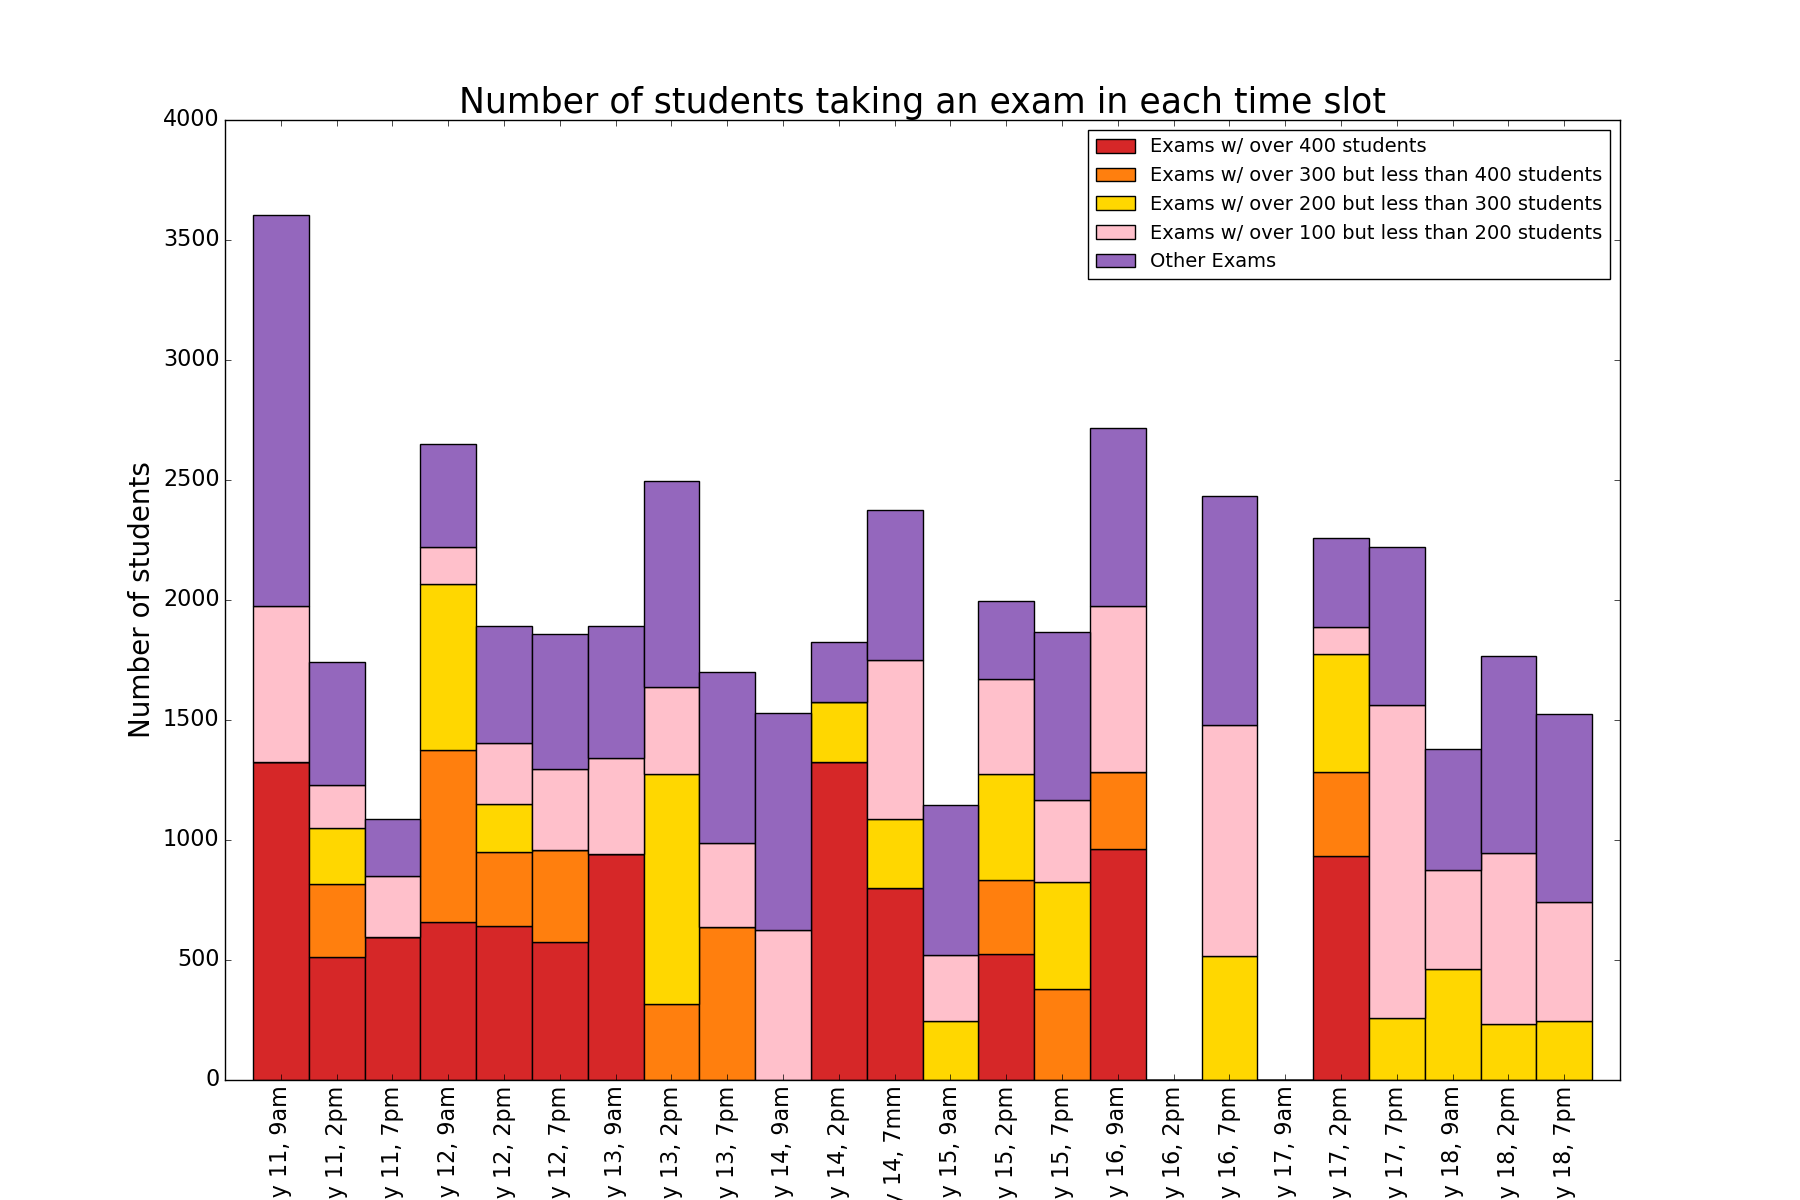 Number of students taking an exam in each time slot
Exams w/ over 400 students
Exams w/ over 300 but less than 400 students
Exams w/ over 200 but less than 300 students
Exams w/ over 100 but less than 200 students
Other Exams
Number of students
4000
3500
3000
2500
2000
1500
1000
500
0
y 11, 9am
y 11, 2pm
y 11, 7pm
y 12, 9am
y 12, 2pm
y 12, 7pm
y 13, 9am
y 13, 2pm
y 13, 7pm
y 14, 9am
y 14, 2pm
y 14, 7mm
y 15, 9am
y 15, 2pm
y 15, 7pm
y 16, 9am
y 16, 2pm
y 16, 7pm
y 17, 9am
y 17, 2pm
y 17, 7pm
y 18, 9am
y 18, 2pm
y 18, 7pm